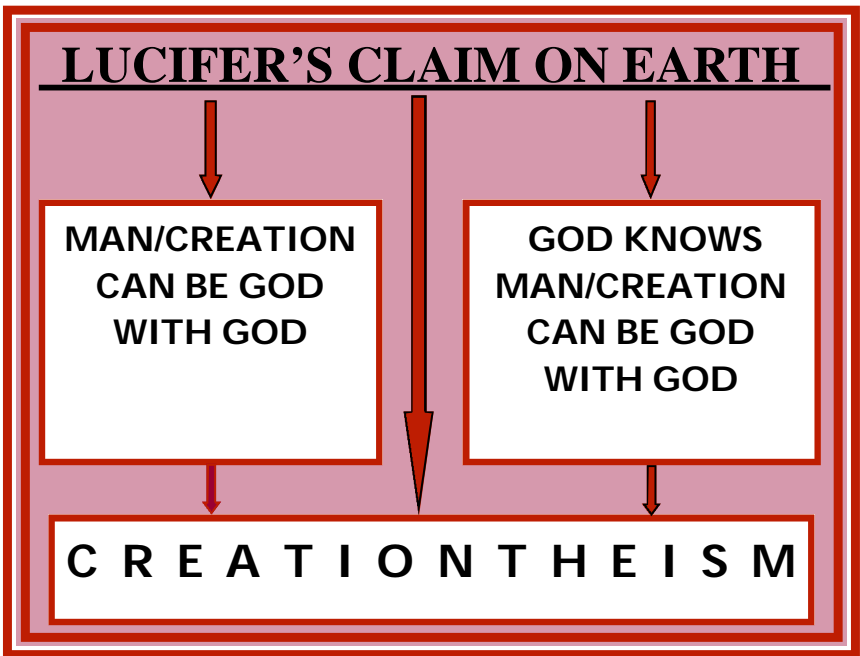 LUCIFER’S CLAIM ON EARTH
MAN/CREATION
CAN BE GOD
WITH GOD
GOD KNOWS
MAN/CREATION
CAN BE GOD
WITH GOD
C R E A T I O N T H E I S M